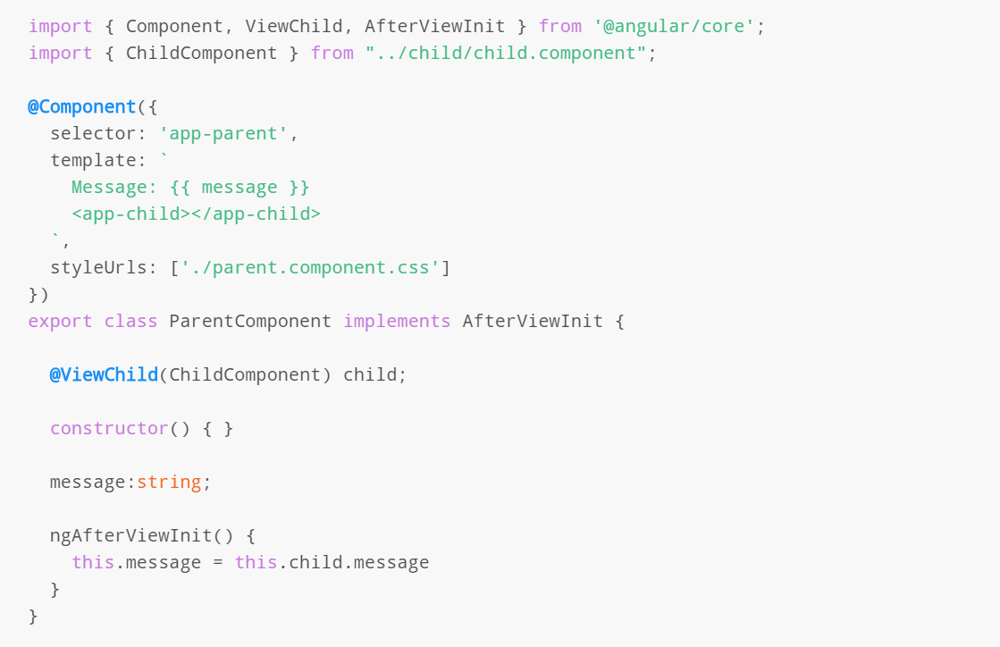 import { Component, ViewChild, AfterViewInit } from '@angular/core';
import { ChildComponent } from "../child/child.component";

@Component({
  selector: 'app-parent',
  template: `
    Message: {{ message }}
    <app-child></app-child>
  `,
  styleUrls: ['./parent.component.css']
})
export class ParentComponent implements AfterViewInit {

  @ViewChild(ChildComponent) child;

  constructor() { }

  message:string;

  ngAfterViewInit() {
    this.message = this.child.message
  }
}